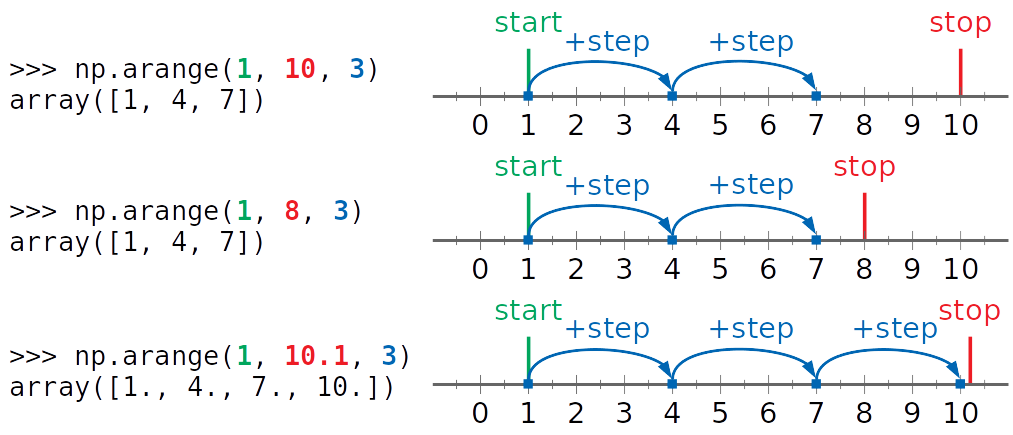 start
stop
+step +step
>>> np.arange(1, 10, 3)
array([1, 4, 7])
0 1 2 3 4 5 6 7 8 9 10
start
stop
+step +step
>>> np.arange(1, 8, 3)
array([1, 4, 7])
0 1 2 3 4 5 6 7 8 9 10
start
stop
+step +step +step
>>> np.arange(1, 10.1, 3)
array([1., 4., 7., 10.])
0 1 2 3 4 5 6 7 8 9 10